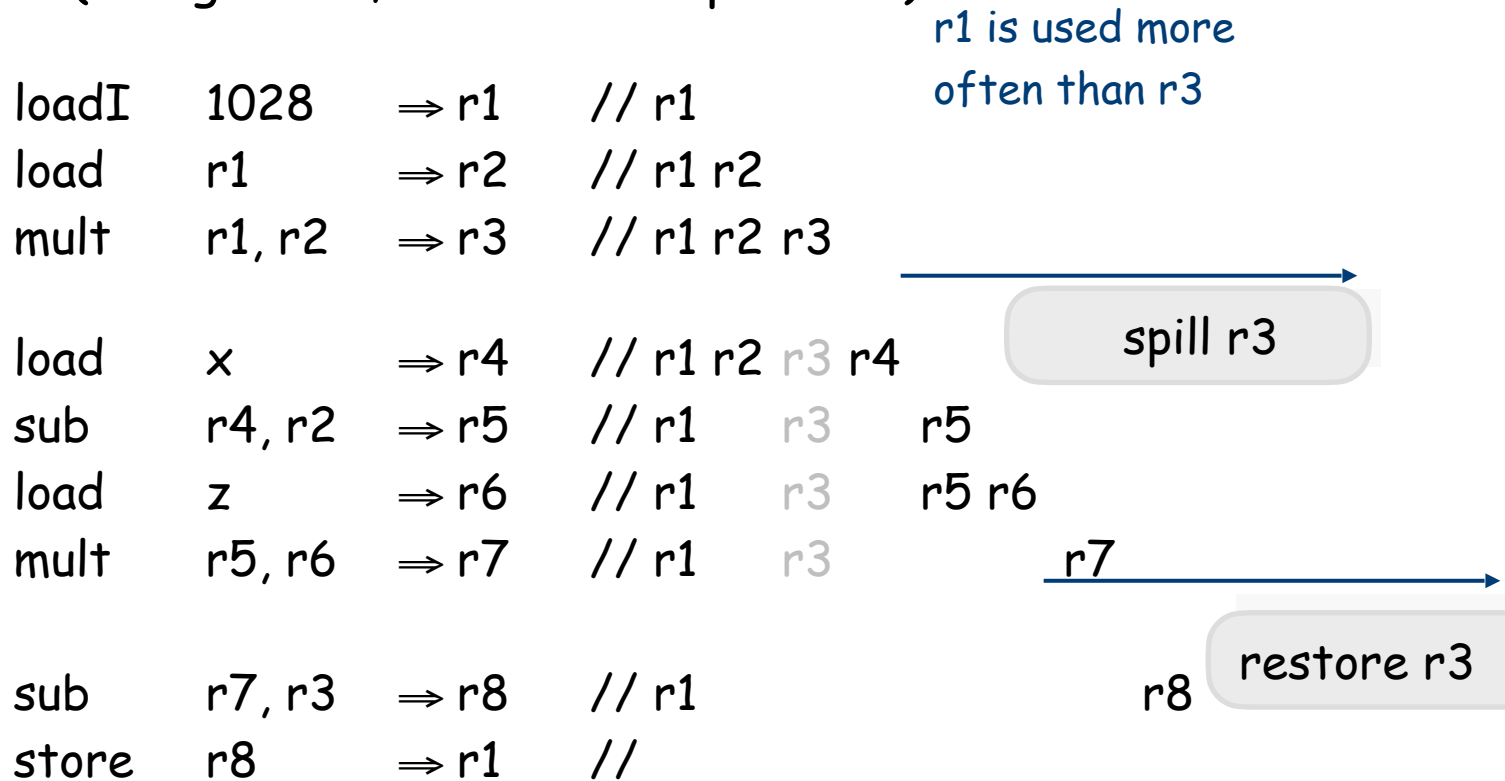 r1 is used more
often than r3
loadI 1028 ⇒ r1 // r1
load r1 ⇒ r2 // r1 r2
mult r1, r2 ⇒ r3 // r1 r2 r3
spill r3
load x ⇒ r4 // r1 r2 r3 r4
sub r4, r2 ⇒ r5 // r1 r3 r5
load z ⇒ r6 // r1 r3 r5 r6
mult r5, r6 ⇒ r7 // r1 r3 r7
restore r3
sub r7, r3 ⇒ r8 // r1 r8
store r8 ⇒ r1 //